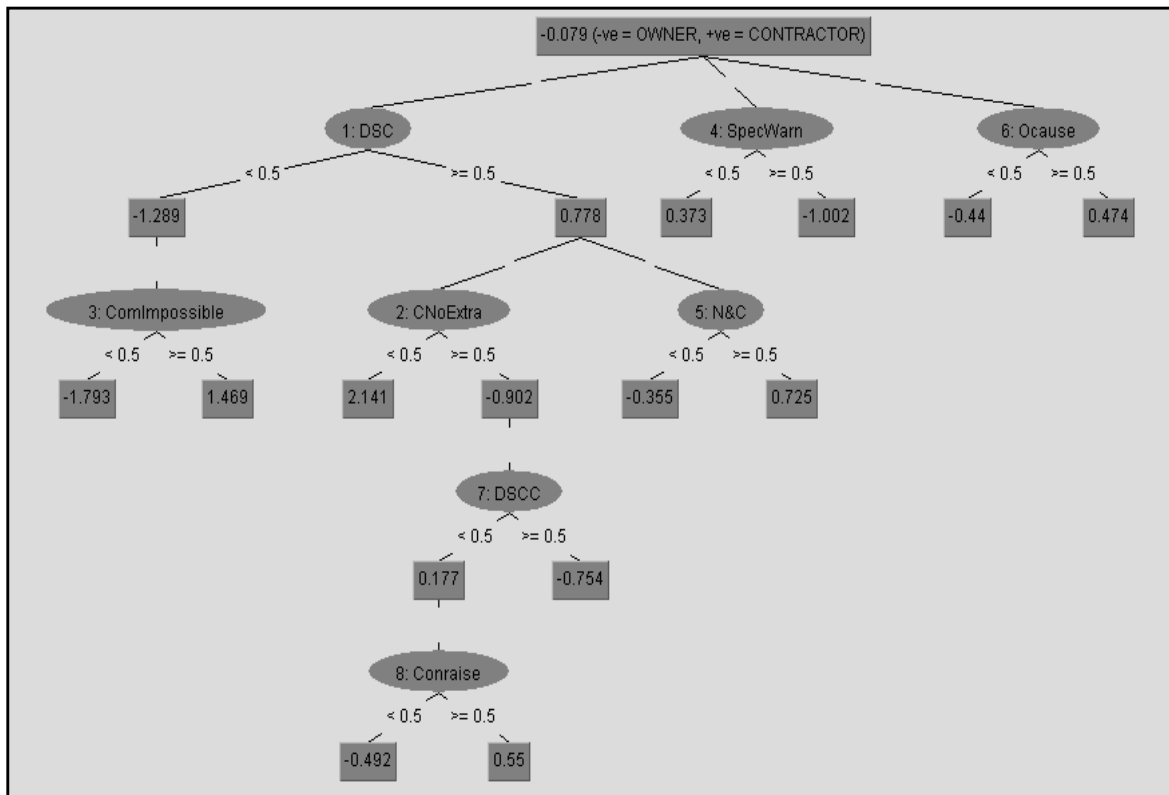 -0.079 (-ve = OWNER, +ve = CONTRACTOR)
1: DSC 4: SpecWarn 6: Ocause
< 0.5 >= 0.5 < 0.5 >= 0.5 < 0.5 >= 0.5
-1.289 0.778 0.373 -1.002 -0.44 0.474
3: ComImpossible 2: CNoExtra 5: N&C
< 0.5 >= 0.5 < 0.5 >= 0.5 < 0.5 >= 0.5
-1.793 1.469 2.141 -0.902 -0.355 0.725
7: DSCC
< 0.5 >= 0.5
0.177 -0.754
8: Conraise
< 0.5 >= 0.5
-0.492 0.55